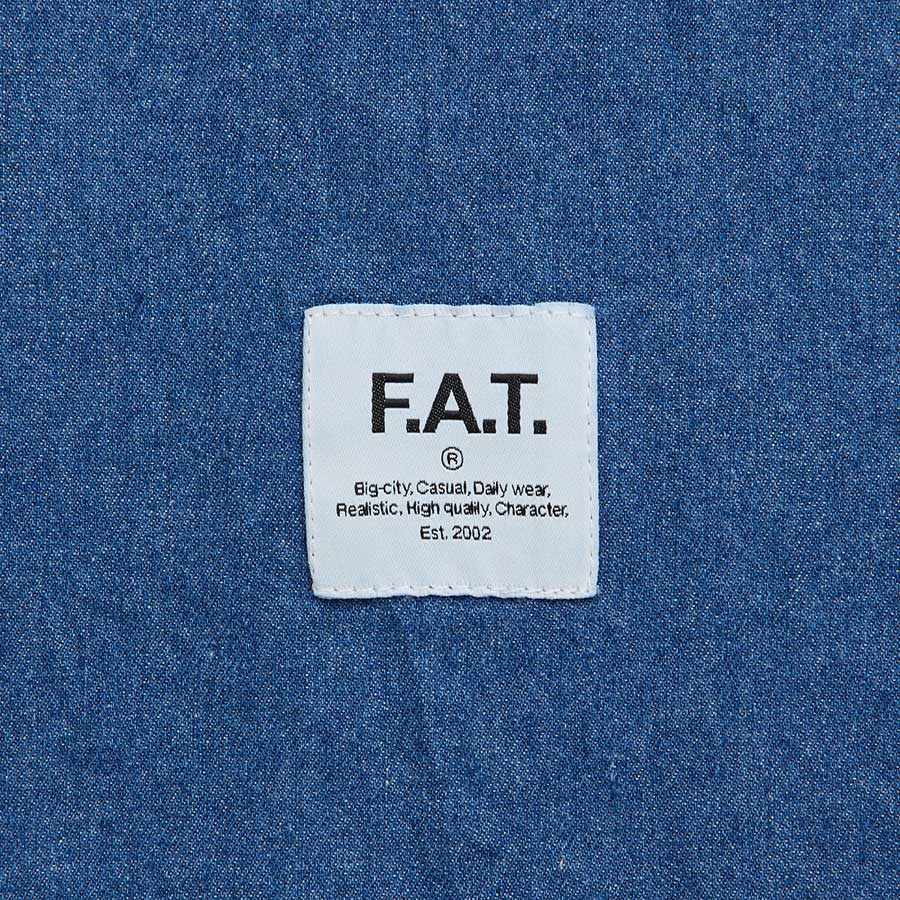 F.A.T.
®
Big-city, Casual, Daily wear,
Realistic, High quality, Character,
Est. 2002